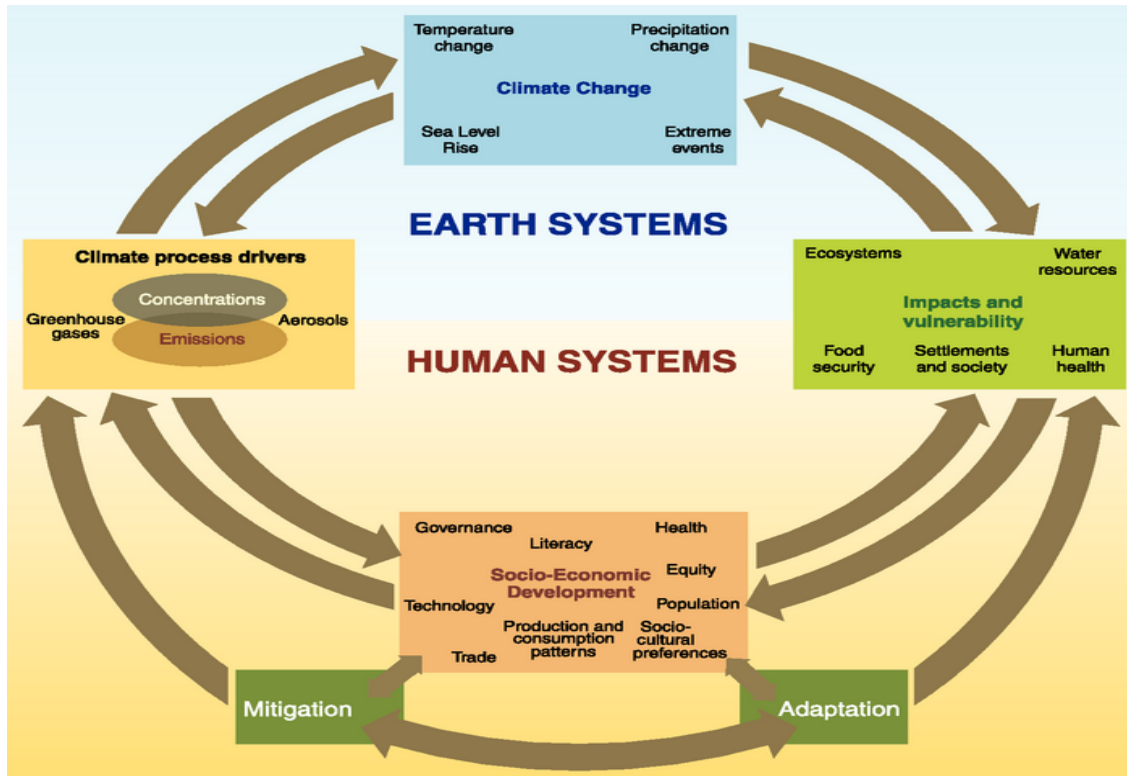 Temperature
change
Precipitation
change
Climate Change
Sea Level
Rise
Extreme
events
EARTH SYSTEMS
Climate process drivers
Concentrations
Greenhouse
gases
Aerosols
Emissions
Ecosystems
Water
resources
Impacts and
vulnerability
Food
security
Settlements
and society
Human
health
HUMAN SYSTEMS
Governance
Literacy
Health
Socio-Economic
Development
Equity
Technology
Population
Production and
consumption
patterns
Socio-
cultural
preferences
Trade
Mitigation
Adaptation